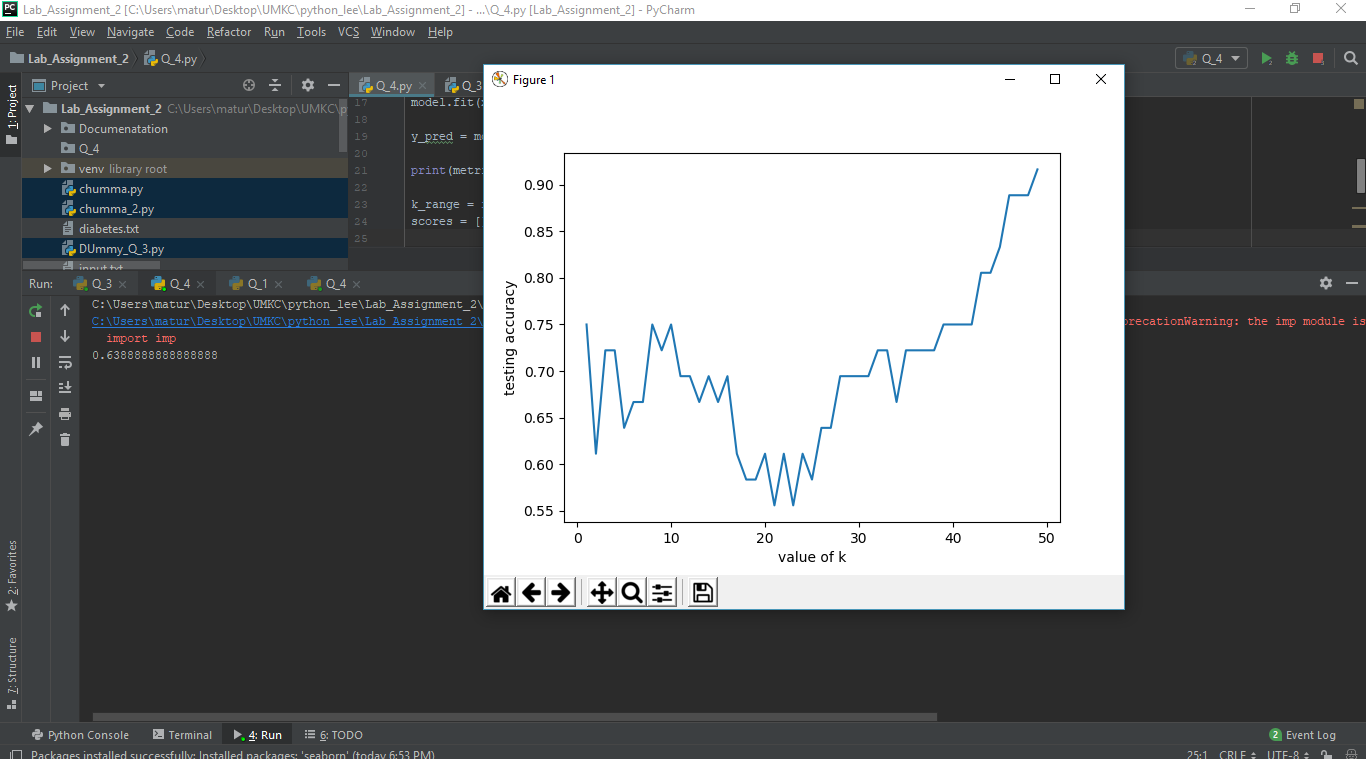 Lab_Assignment_2 [C:\Users\matur\Desktop\UMKC\python_lee\Lab_Assignment_2] - ...\Q_4.py [Lab_Assignment_2] - PyCharm
File Edit View Navigate Code Refactor Run Tools VCS Window Help
Lab_Assignment_2 Q_4.py Q_4
1: Project
Project
Q_4.py Q_3
Lab_Assignment_2 C:\Users\matur\Desktop\UMKC\p
Documenatation
Q_4
venv library root
chumma.py
chumma_2.py
diabetes.txt
DUmmy_Q_3.py
input.txt
17 model.fit(
18
19 y_pred = m
20
21 print(metri
22
23 k_range =
24 scores = [
25
Figure 1
0.90
0.85
0.80
0.75
0.70
0.65
0.60
0.55
testing accuracy
0 10 20 30 40 50
value of k
Run: Q_3 Q_4 Q_1 Q_4
C:\Users\matur\Desktop\UMKC\python_lee\Lab_Assignment_2\
C:\Users\matur\Desktop\UMKC\python_lee\Lab_Assignment_2\ precationWarning: the imp module is
import imp
0.6388888888888888
2: Favorites
7: Structure
Python Console Terminal 4: Run 6: TODO 2 Event Log
Packages installed successfully: Installed packages: 'seaborn' (today 6:53 PM) 25:1 CRLF UTF-8